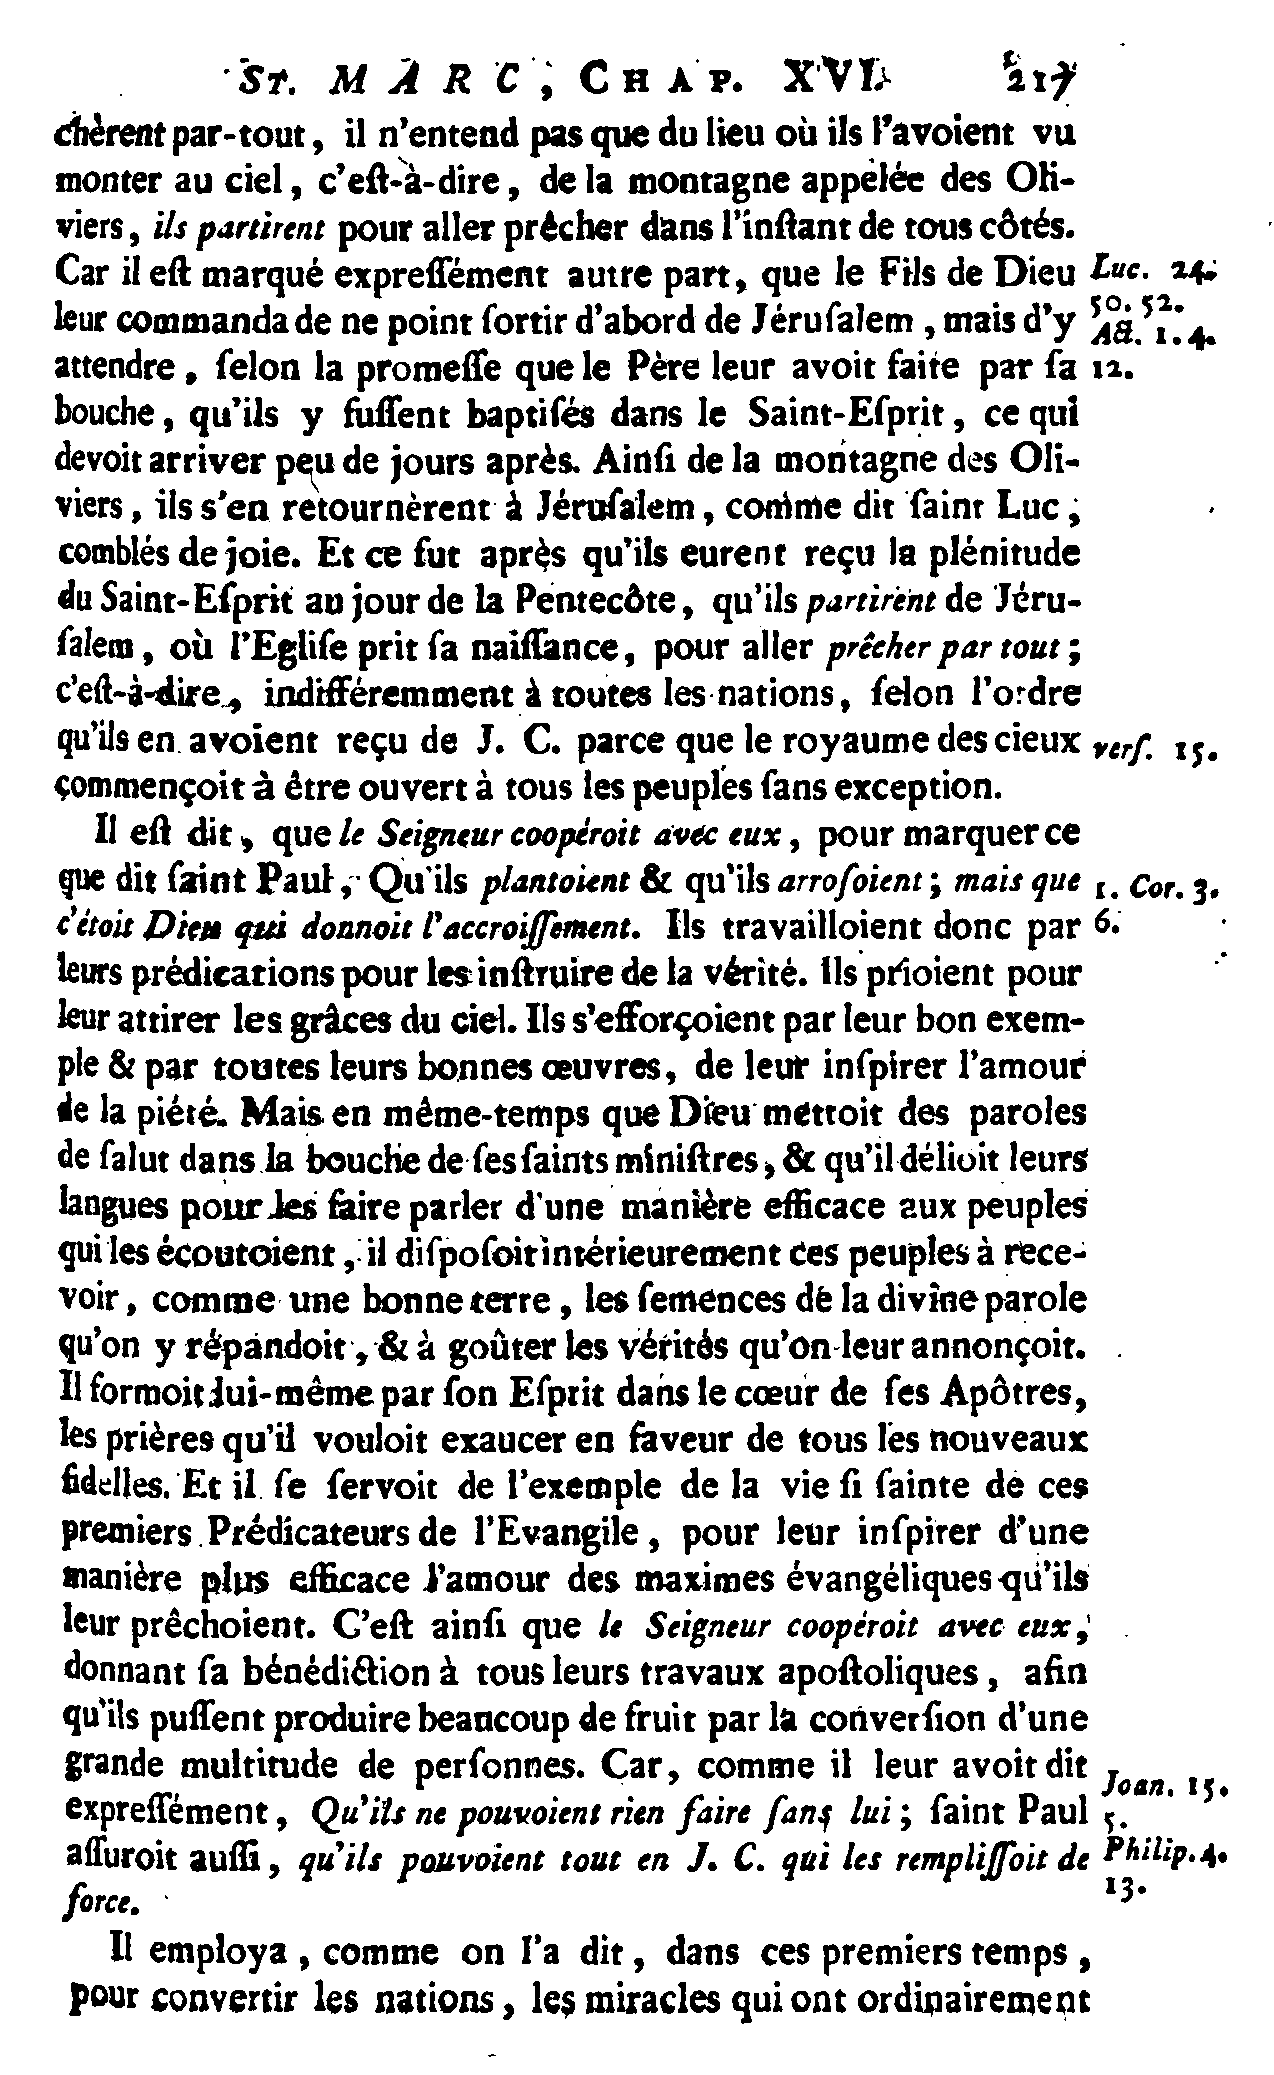 St. MARC, CHAP. XVI. 217
chèrent par-tout, il n'entend pas que du lieu où ils l'avoient vu
monter au ciel, c'eſt-à-dire, de la montagne appelée des Oli-
viers, ils partirent pour aller prêcher dans l'inſtant de tous côtés.
Car il eſt marqué expreſſément autre part, que le Fils de Dieu
Luc. 24.
leur commanda de ne point ſortir d'abord de Jéruſalem, mais d'y
50. 52.
Act. 1. 4.
attendre, ſelon la promeſſe que le Père leur avoit faite par ſa
12.
bouche, qu'ils y fuſſent baptiſés dans le Saint-Eſprit, ce qui
devoit arriver peu de jours après. Ainſi de la montagne des Oli-
viers, ils s'en retournèrent à Jéruſalem, comme dit ſaint Luc,
comblés de joie. Et ce fut après qu'ils eurent reçu la plénitude
du Saint-Eſprit au jour de la Pentecôte, qu'ils partirent de Jéru-
ſalem, où l'Egliſe prit ſa naiſſance, pour aller prêcher par tout;
c'eſt-à-dire, indifféremment à toutes les nations, ſelon l'ordre
qu'ils en avoient reçu de J. C. parce que le royaume des cieux
verſ. 15.
commençoit à être ouvert à tous les peuples ſans exception.
Il eſt dit, que le Seigneur coopéroit avec eux, pour marquer ce
que dit ſaint Paul, Qu'ils plantoient & qu'ils arroſoient; mais que
1. Cor. 3.
c'étoit Dieu qui donnoit l'accroiſſement. Ils travailloient donc par
6.
leurs prédications pour les inſtruire de la vérité. Ils prioient pour
leur attirer les grâces du ciel. Ils s'efforçoient par leur bon exem-
ple & par toutes leurs bonnes œuvres, de leur inſpirer l'amour
de la piété. Mais en même-temps que Dieu mettoit des paroles
de ſalut dans la bouche de ſes ſaints miniſtres, & qu'il délioit leurs
langues pour les faire parler d'une manière efficace aux peuples
qui les écoutoient, il diſpoſoit intérieurement ces peuples à rece-
voir, comme une bonne terre, les ſemences de la divine parole
qu'on y répandoit, & à goûter les vérités qu'on leur annonçoit.
Il formoit lui-même par ſon Eſprit dans le cœur de ſes Apôtres,
les prières qu'il vouloit exaucer en faveur de tous les nouveaux
fidelles. Et il ſe ſervoit de l'exemple de la vie ſi ſainte de ces
premiers Prédicateurs de l'Evangile, pour leur inſpirer d'une
manière plus efficace l'amour des maximes évangéliques qu'ils
leur prêchoient. C'eſt ainſi que le Seigneur coopéroit avec eux,
donnant ſa bénédiction à tous leurs travaux apoſtoliques, afin
qu'ils puſſent produire beaucoup de fruit par la converſion d'une
grande multitude de perſonnes. Car, comme il leur avoit dit
Joan. 15.
expreſſément, Qu'ils ne pouvoient rien faire ſans lui; ſaint Paul
5.
aſſuroit auſſi, qu'ils pouvoient tout en J. C. qui les rempliſſoit de
Philip. 4.
13.
force.
Il employa, comme on l'a dit, dans ces premiers temps,
pour convertir les nations, les miracles qui ont ordinairement